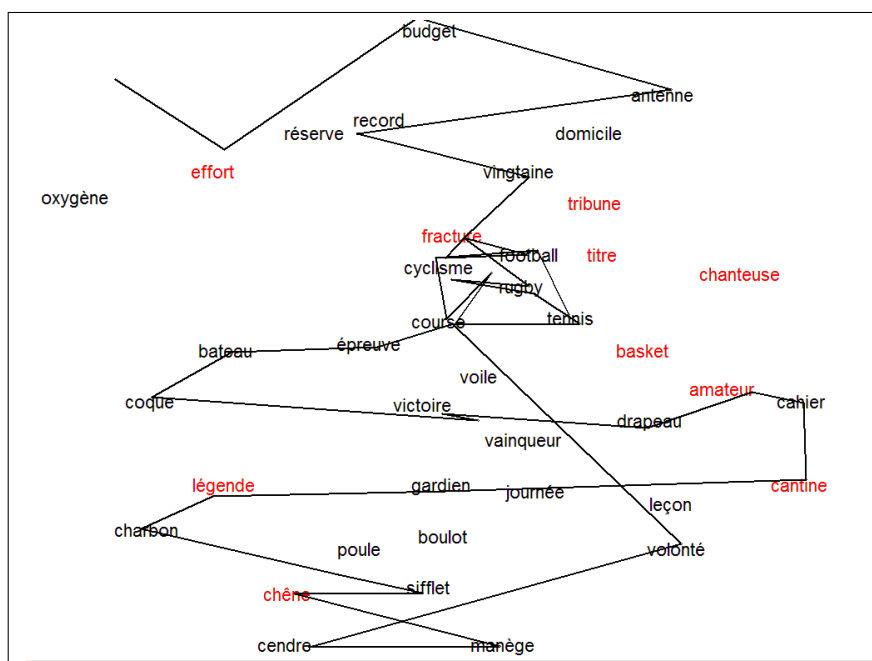 budget
antenne
record
réserve
domicile
effort
vingtaine
oxygène
tribune
fracture
football
titre
cyclisme
chanteuse
rugby
course
tennis
bateau
épreuve
basket
voile
amateur
coque
victoire
cahier
drapeau
vainqueur
légende
gardien
journée
cantine
leçon
charbon
boulot
poule
volonté
sifflet
chêne
cendre
manège